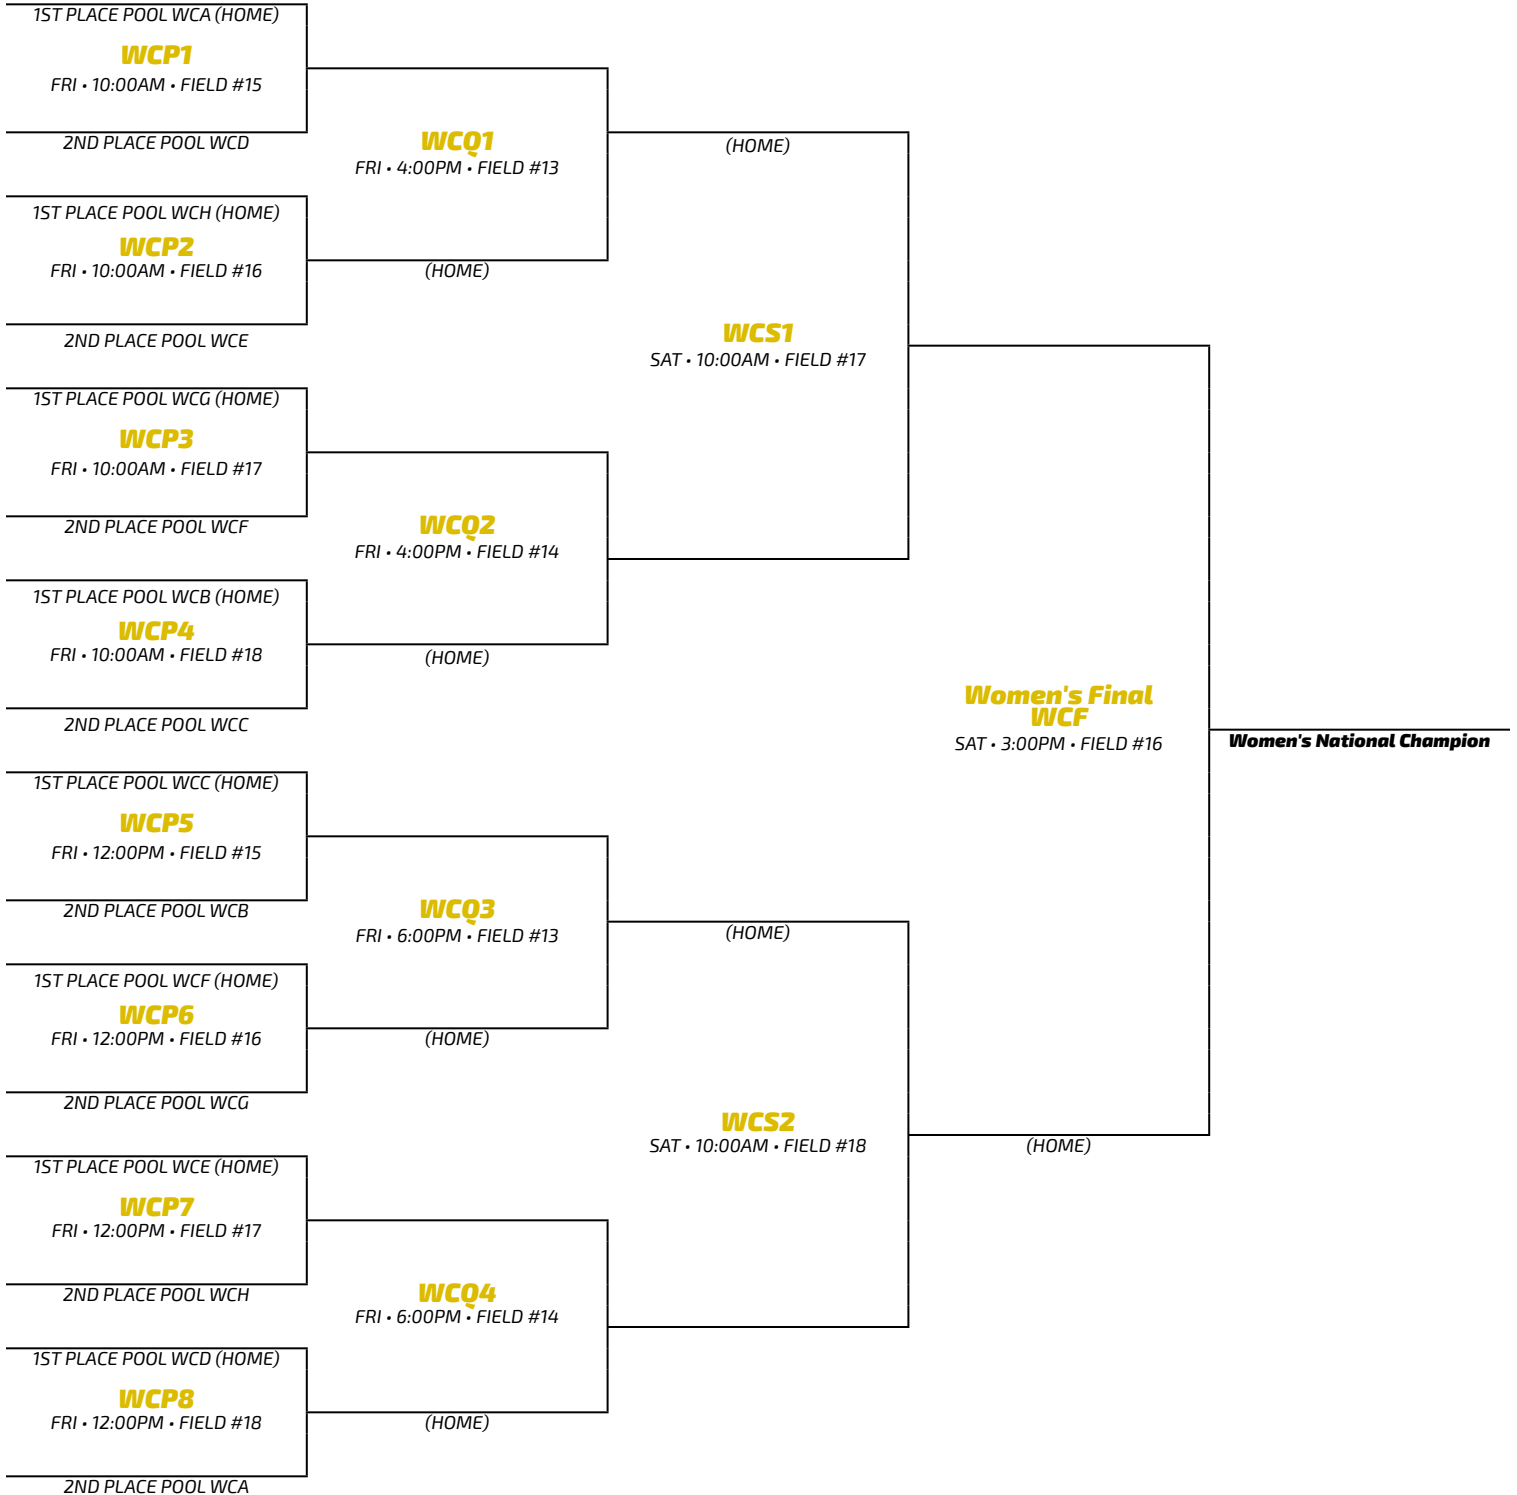 1ST PLACE POOL WCA (HOME)
WCP1
FRI • 10:00AM • FIELD #15
2ND PLACE POOL WCD
1ST PLACE POOL WCH (HOME)
WCP2
FRI • 10:00AM • FIELD #16
2ND PLACE POOL WCE
1ST PLACE POOL WCG (HOME)
WCP3
FRI • 10:00AM • FIELD #17
2ND PLACE POOL WCF
1ST PLACE POOL WCB (HOME)
WCP4
FRI • 10:00AM • FIELD #18
2ND PLACE POOL WCC
1ST PLACE POOL WCC (HOME)
WCP5
FRI • 12:00PM • FIELD #15
2ND PLACE POOL WCB
1ST PLACE POOL WCF (HOME)
WCP6
FRI • 12:00PM • FIELD #16
2ND PLACE POOL WCG
1ST PLACE POOL WCE (HOME)
WCP7
FRI • 12:00PM • FIELD #17
2ND PLACE POOL WCH
1ST PLACE POOL WCD (HOME)
WCP8
FRI • 12:00PM • FIELD #18
2ND PLACE POOL WCA
WCQ1
FRI • 4:00PM • FIELD #13
(HOME)
WCQ2
FRI • 4:00PM • FIELD #14
(HOME)
WCQ3
FRI • 6:00PM • FIELD #13
(HOME)
WCQ4
FRI • 6:00PM • FIELD #14
(HOME)
(HOME)
WCS1
SAT • 10:00AM • FIELD #17
(HOME)
WCS2
SAT • 10:00AM • FIELD #18
Women's Final
WCF
SAT • 3:00PM • FIELD #16
(HOME)
Women's National Champion